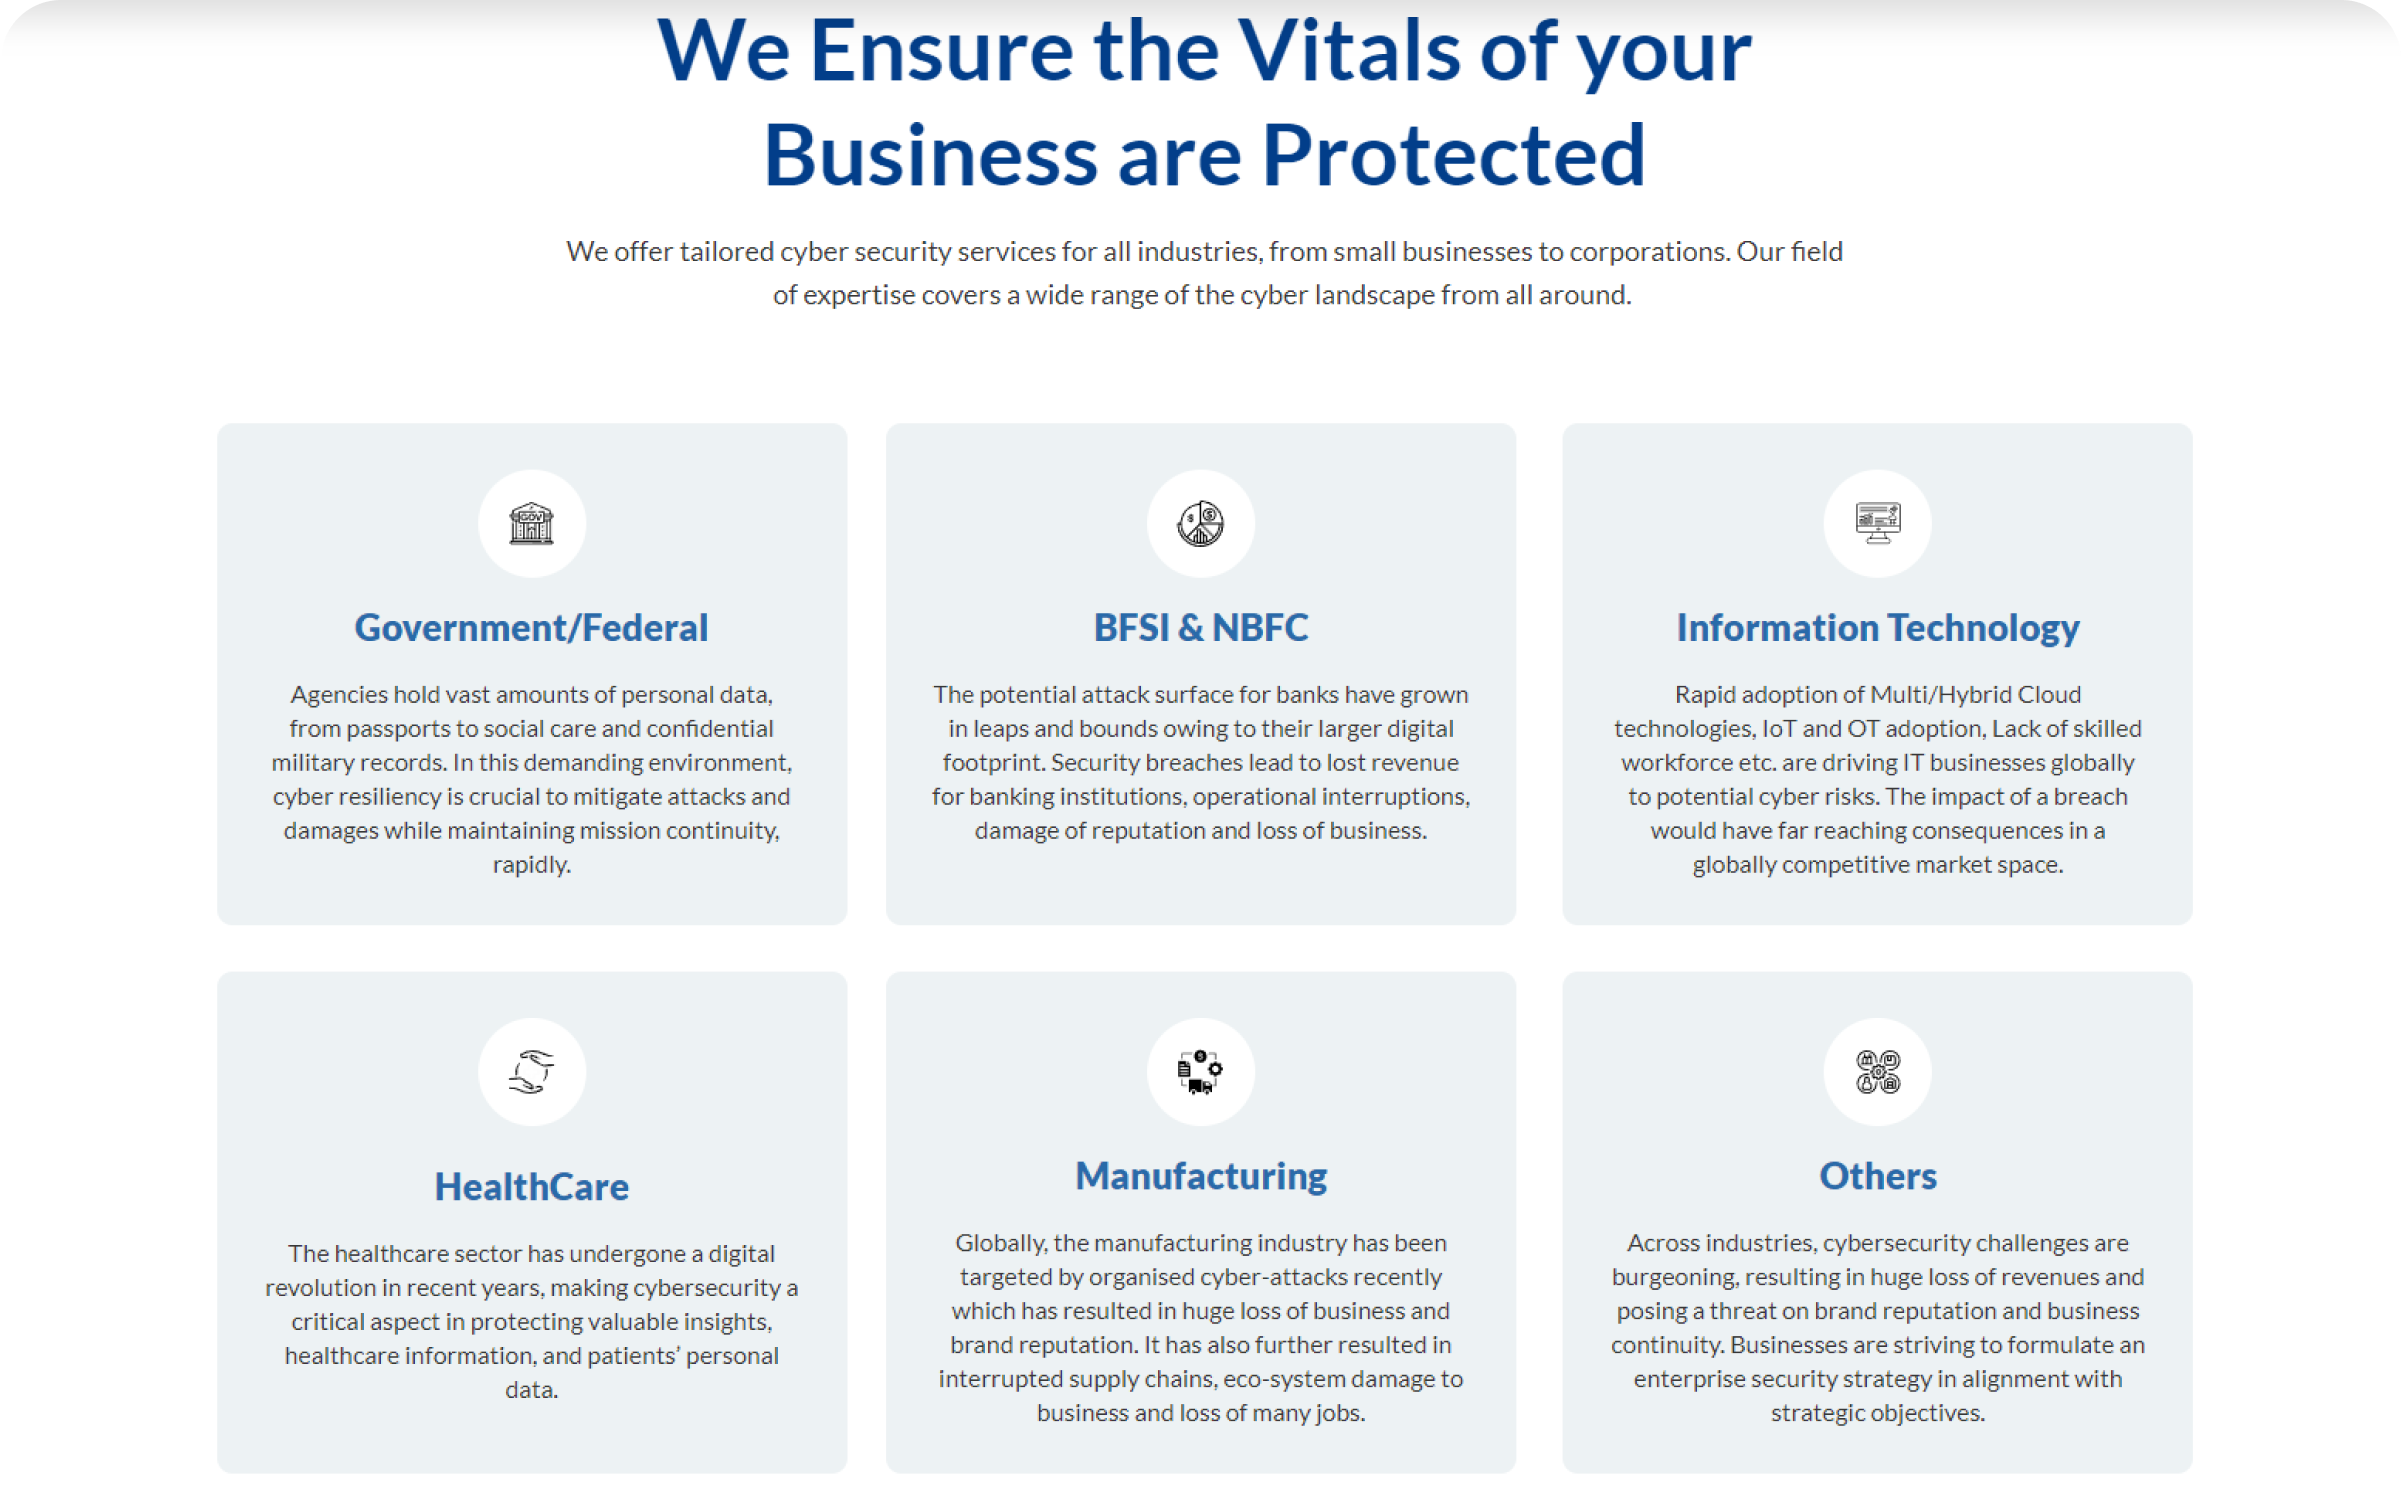 We Ensure the Vitals of your
Business are Protected
We offer tailored cyber security services for all industries, from small businesses to corporations. Our field
of expertise covers a wide range of the cyber landscape from all around.
GOV
Government/Federal
Agencies hold vast amounts of personal data,
from passports to social care and confidential
military records. In this demanding environment,
cyber resiliency is crucial to mitigate attacks and
damages while maintaining mission continuity,
rapidly.
$ $
BFSI & NBFC
The potential attack surface for banks have grown
in leaps and bounds owing to their larger digital
footprint. Security breaches lead to lost revenue
for banking institutions, operational interruptions,
damage of reputation and loss of business.
Information Technology
Rapid adoption of Multi/Hybrid Cloud
technologies, IoT and OT adoption, Lack of skilled
workforce etc. are driving IT businesses globally
to potential cyber risks. The impact of a breach
would have far reaching consequences in a
globally competitive market space.
HealthCare
The healthcare sector has undergone a digital
revolution in recent years, making cybersecurity a
critical aspect in protecting valuable insights,
healthcare information, and patients’ personal
data.
$
Manufacturing
Globally, the manufacturing industry has been
targeted by organised cyber-attacks recently
which has resulted in huge loss of business and
brand reputation. It has also further resulted in
interrupted supply chains, eco-system damage to
business and loss of many jobs.
Others
Across industries, cybersecurity challenges are
burgeoning, resulting in huge loss of revenues and
posing a threat on brand reputation and business
continuity. Businesses are striving to formulate an
enterprise security strategy in alignment with
strategic objectives.